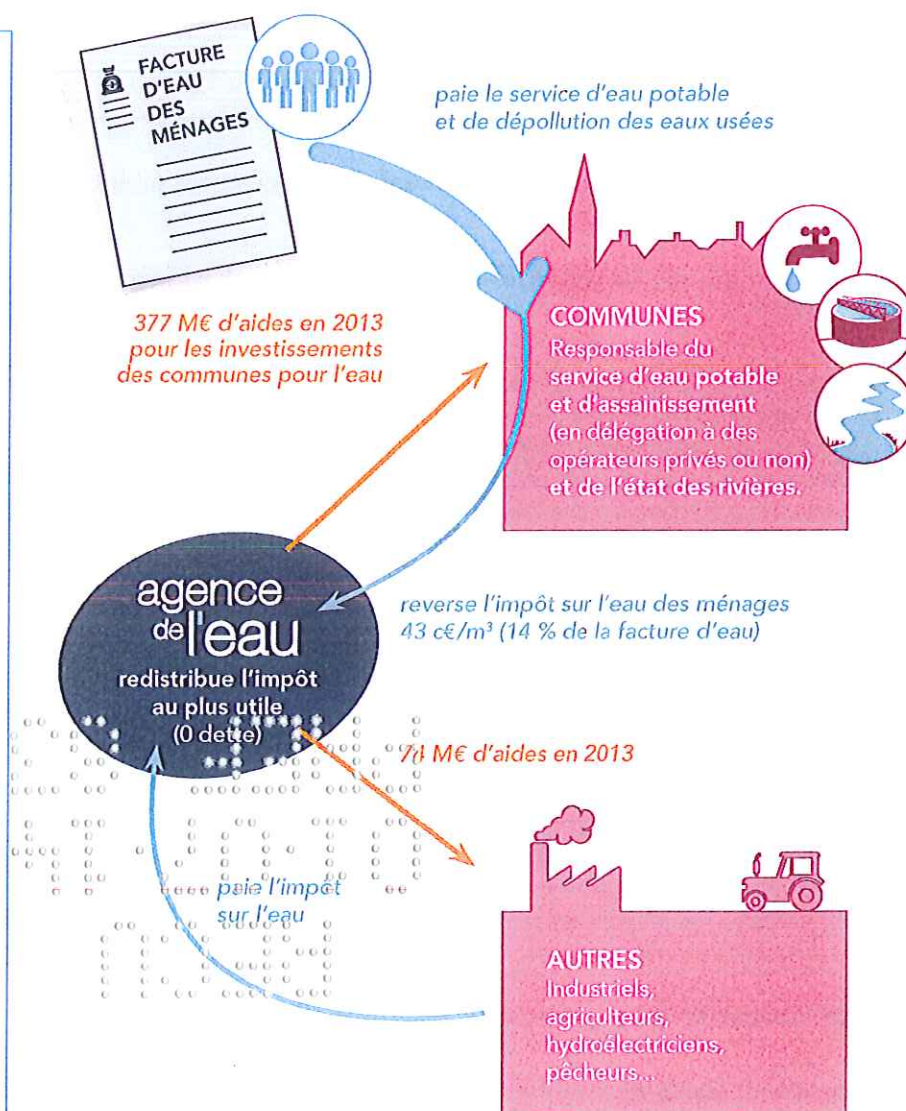 FACTURE
D'EAU
DES
MÉNAGES
paie le service d'eau potable
et de dépollution des eaux usées
377 M€ d'aides en 2013
pour les investissements
des communes pour l'eau
COMMUNES
Responsable du
service d'eau potable
et d'assainissement
(en délégation à des
opérateurs privés ou non)
et de l'état des rivières.
agence
de l'eau
redistribue l'impôt
au plus utile
(0 dette)
reverse l'impôt sur l'eau des ménages
43 c€/m³ (14 % de la facture d'eau)
74 M€ d'aides en 2013
paie l'impôt
sur l'eau
AUTRES
Industriels,
agriculteurs,
hydroélectriciens,
pêcheurs...